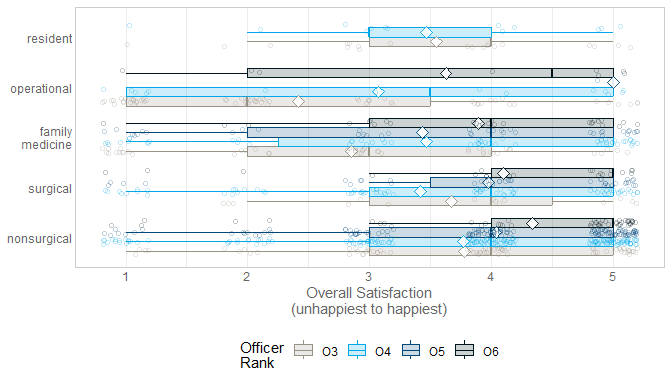 resident
operational
family
medicine
surgical
nonsurgical
1 2 3 4 5
Overall Satisfaction
(unhappiest to happiest)
Officer
Rank
O3 O4 O5 O6